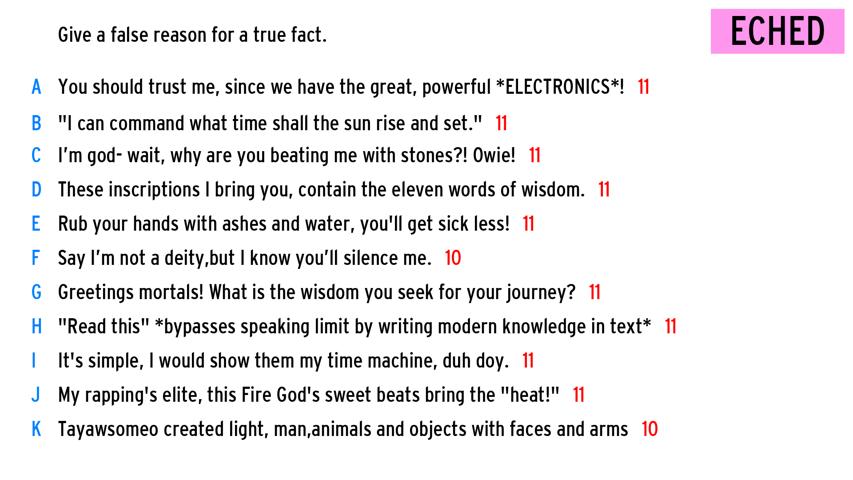 Give a false reason for a true fact.
ECHED
A You should trust me, since we have the great, powerful *ELECTRONICS*! 11
B "I can command what time shall the sun rise and set." 11
C I'm god- wait, why are you beating me with stones?! Owie! 11
D These inscriptions I bring you, contain the eleven words of wisdom. 11
E Rub your hands with ashes and water, you'll get sick less! 11
F Say I'm not a deity,but I know you'll silence me. 10
G Greetings mortals! What is the wisdom you seek for your journey? 11
H "Read this" *bypasses speaking limit by writing modern knowledge in text* 11
I It's simple, I would show them my time machine, duh doy. 11
J My rapping's elite, this Fire God's sweet beats bring the "heat!" 11
K Tayawsomeo created light, man,animals and objects with faces and arms 10